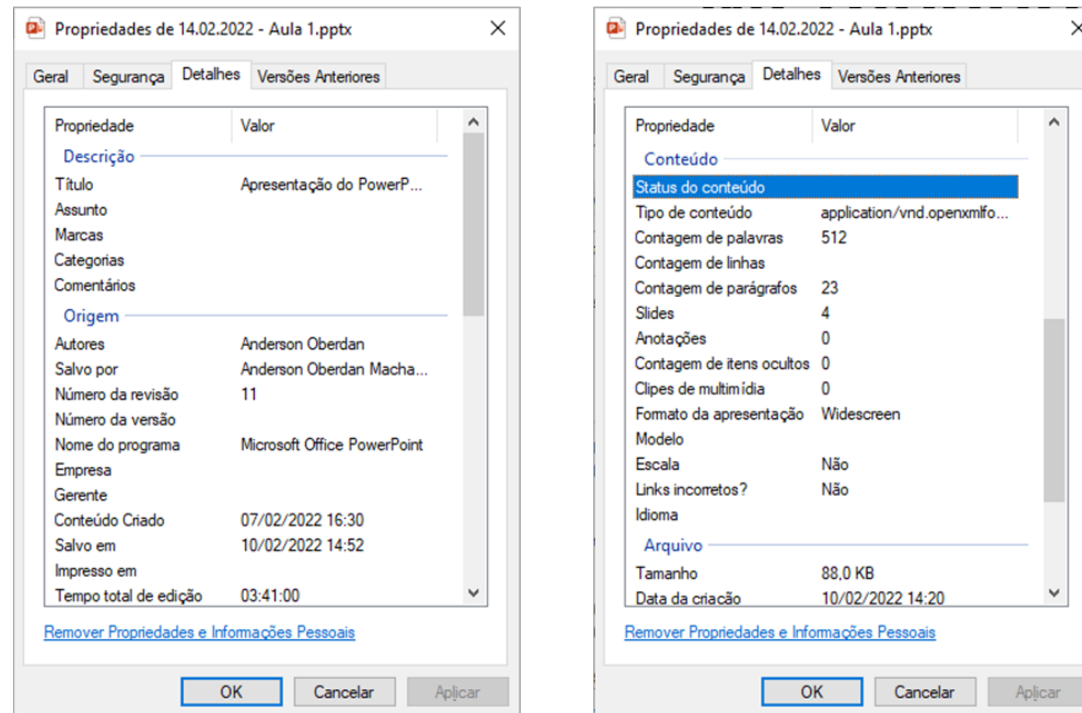 Propriedades de 14.02.2022 - Aula 1.pptx
Geral Segurança Detalhes Versões Anteriores
Propriedade Valor
Descrição
Título Apresentação do PowerP...
Assunto
Marcas
Categorias
Comentários
Origem
Autores Anderson Oberdan
Salvo por Anderson Oberdan Macha...
Número da revisão 11
Número da versão
Nome do programa Microsoft Office PowerPoint
Empresa
Gerente
Conteúdo Criado 07/02/2022 16:30
Salvo em 10/02/2022 14:52
Impresso em
Tempo total de edição 03:41:00
Remover Propriedades e Informações Pessoais
OK Cancelar Aplicar
Propriedades de 14.02.2022 - Aula 1.pptx
Geral Segurança Detalhes Versões Anteriores
Propriedade Valor
Conteúdo
Status do conteúdo
Tipo de conteúdo application/vnd.openxmlfo...
Contagem de palavras 512
Contagem de linhas
Contagem de parágrafos 23
Slides 4
Anotações 0
Contagem de itens ocultos 0
Clipes de multimídia 0
Formato da apresentação Widescreen
Modelo
Escala Não
Links incorretos? Não
Idioma
Arquivo
Tamanho 88,0 KB
Data da criação 10/02/2022 14:20
Remover Propriedades e Informações Pessoais
OK Cancelar Aplicar